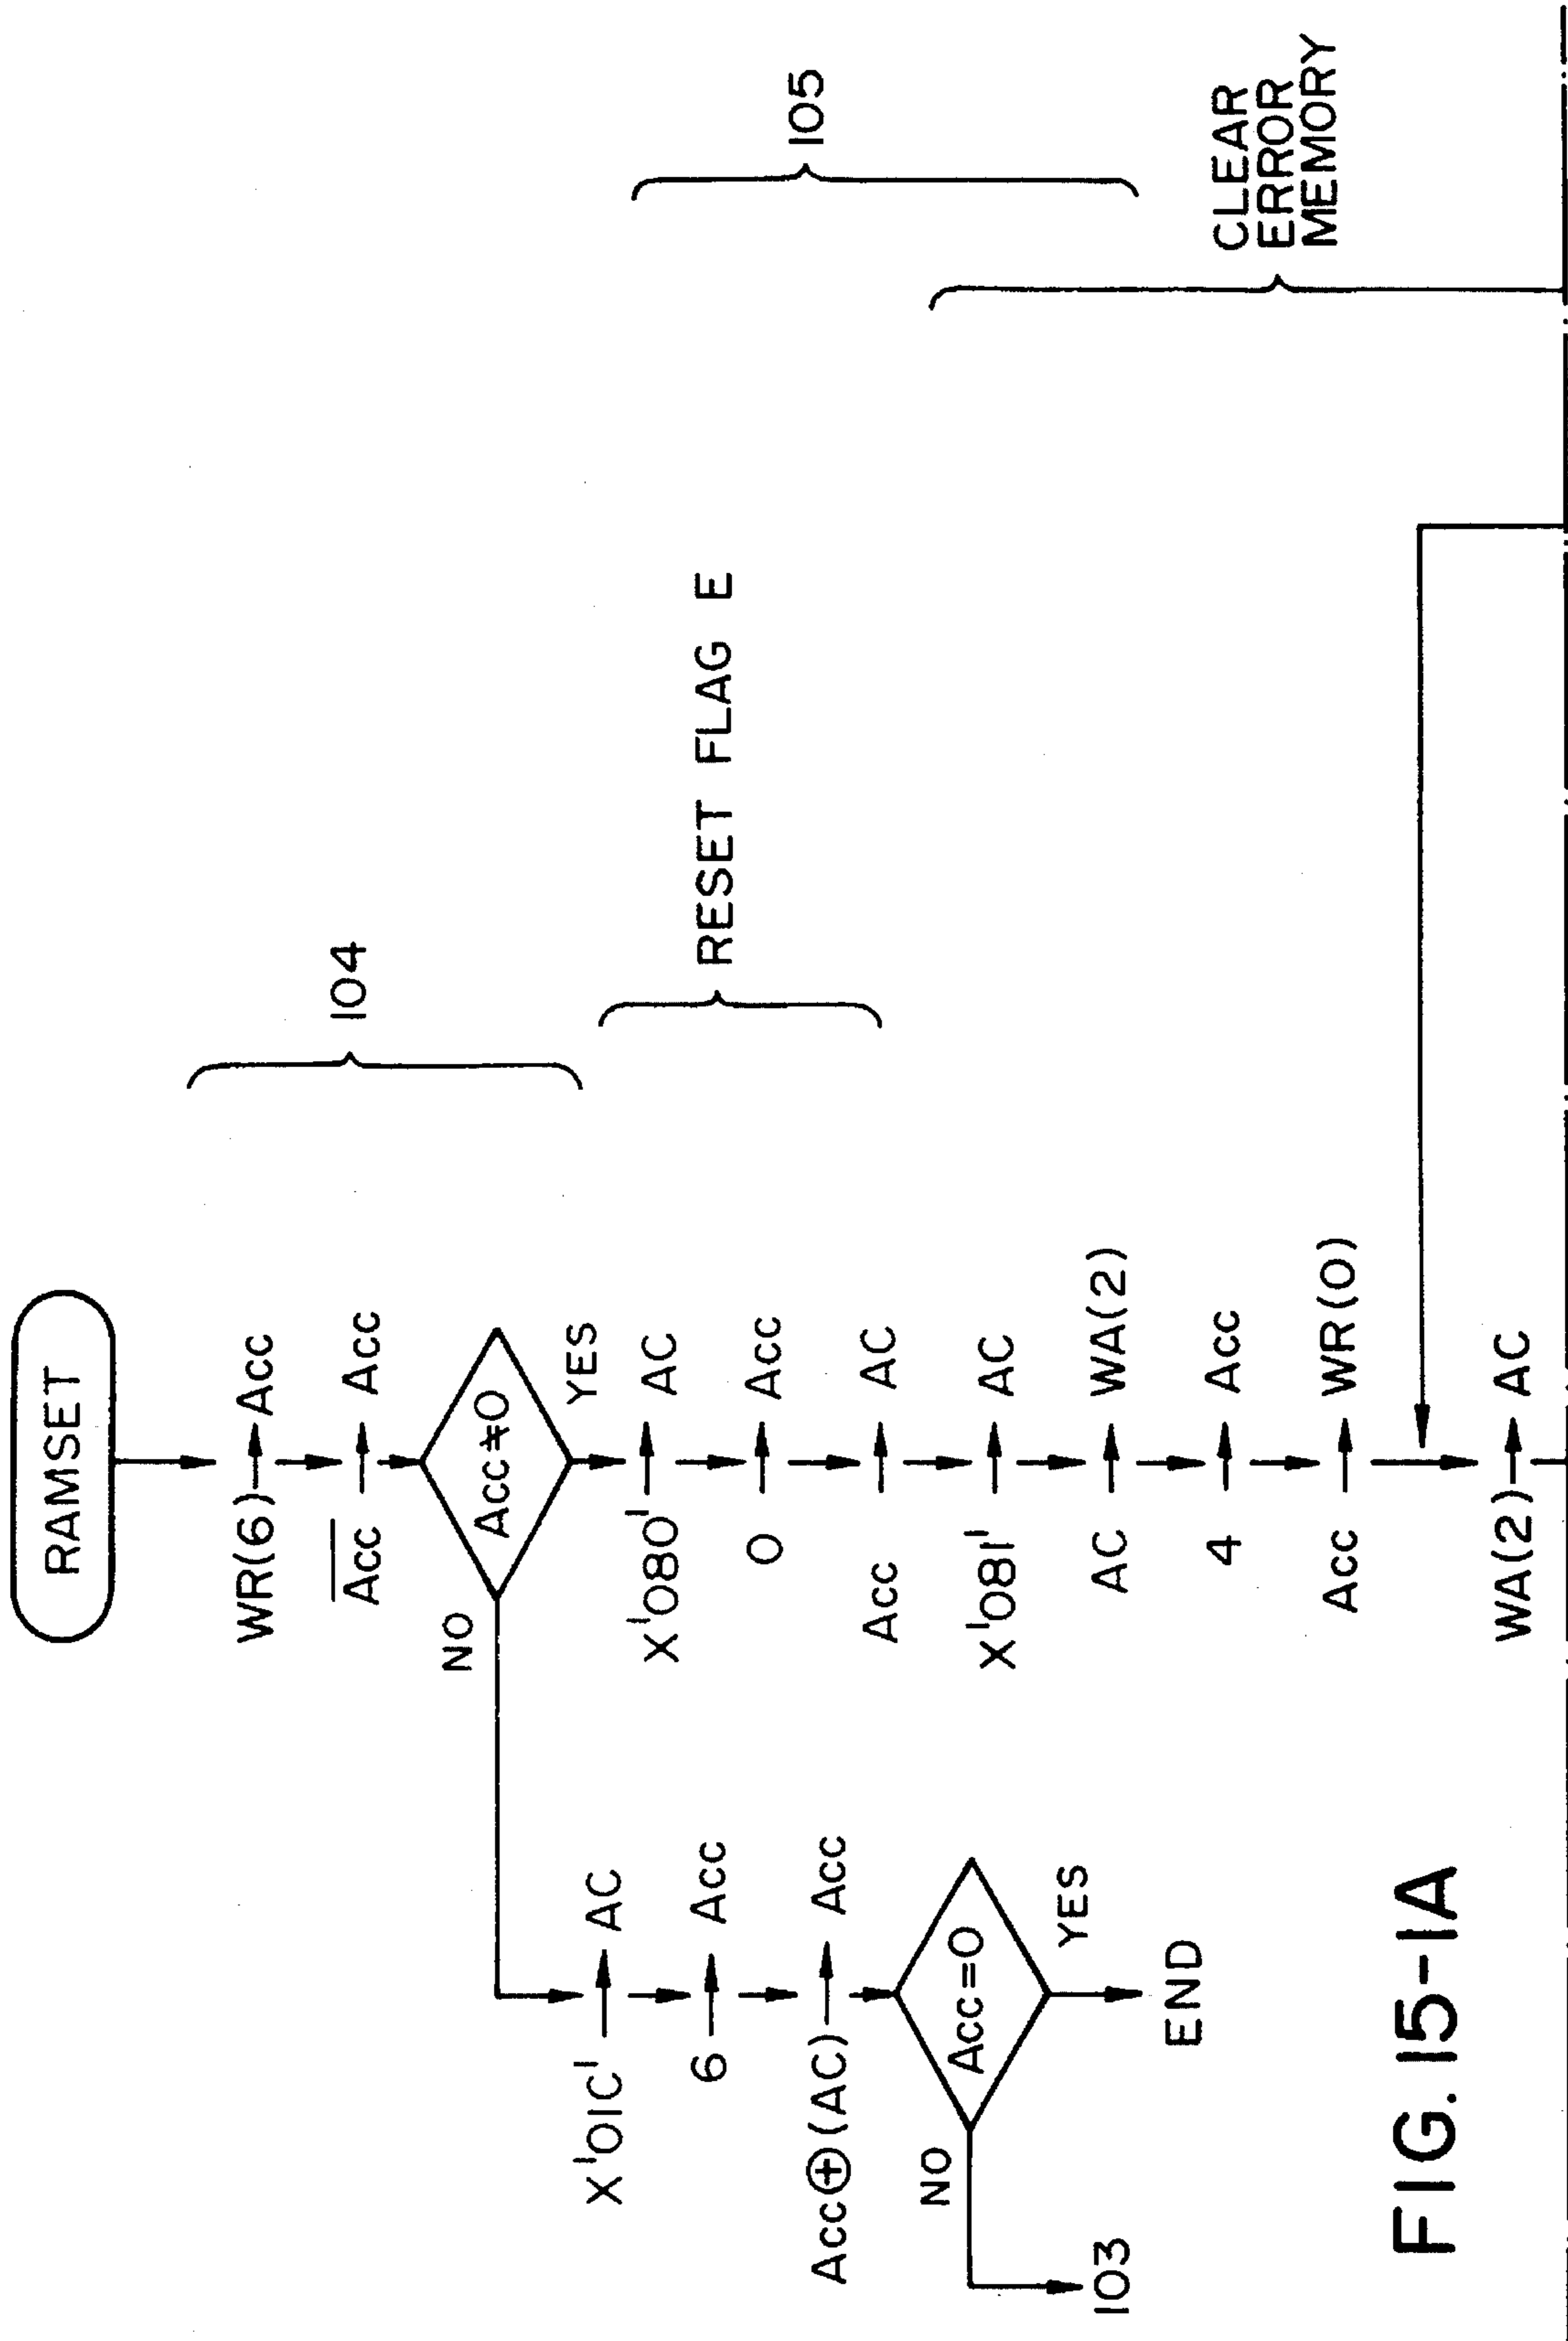 RAMSET
WR(6)→Acc
104
A̅c̅c̅→Acc
Acc≠0
NO
YES
X'01C'→AC
6→Acc
Acc⊕(AC)→Acc
Acc=0
NO
YES
103
END
X'080'→AC
0→Acc
Acc→AC
RESET FLAG E
X'081'→AC
AC→WA(2)
105
4→Acc
Acc→WR(0)
CLEAR
ERROR
MEMORY
WA(2)→AC
FIG. 15-1A